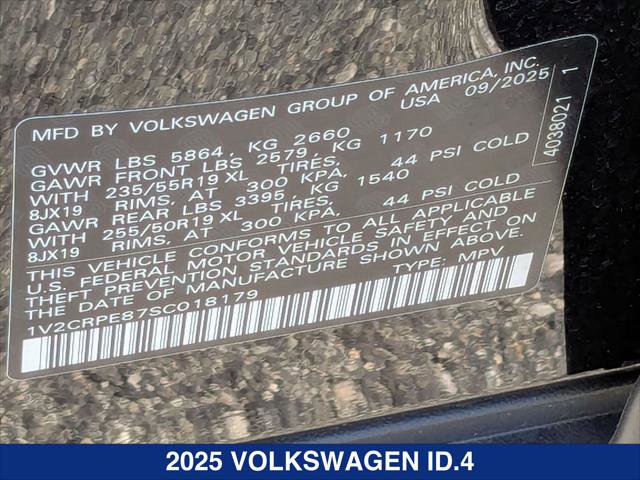 MFD BY VOLKSWAGEN GROUP OF AMERICA, INC.
USA 09/2025
GVWR LBS 5864, KG 2660
GAWR FRONT LBS 2579, KG 1170
WITH 235/55R19 XL TIRES,
8JX19 RIMS, AT 300 KPA, 44 PSI COLD
GAWR REAR LBS 3395 KG 1540
WITH 255/50R19 XL TIRES,
8JX19 RIMS, AT 300 KPA, 44 PSI COLD
THIS VEHICLE CONFORMS TO ALL APPLICABLE
U.S. FEDERAL MOTOR VEHICLE SAFETY AND
THEFT PREVENTION STANDARDS IN EFFECT ON
THE DATE OF MANUFACTURE SHOWN ABOVE.
TYPE: MPV
1V2CRPE87SC018179
4038021 1
2025 VOLKSWAGEN ID.4